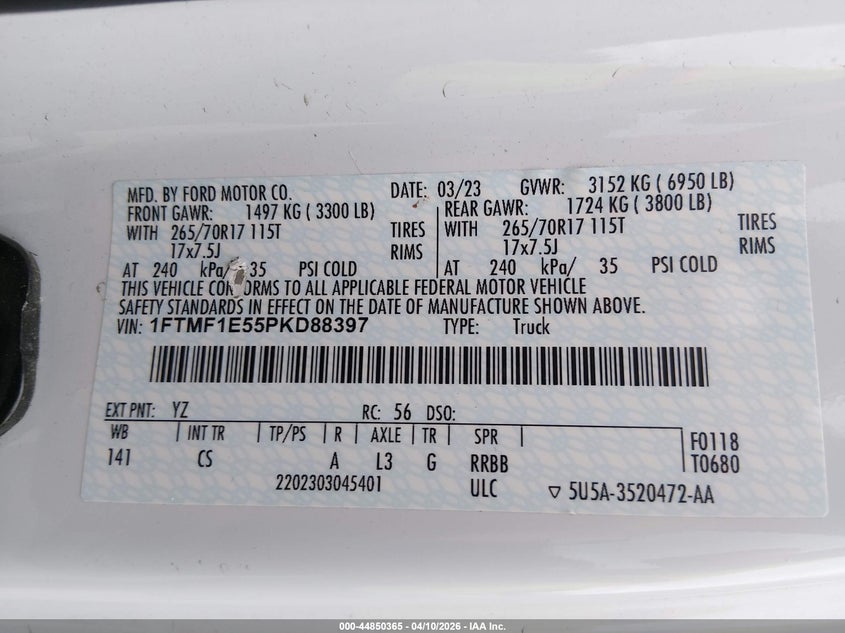 MFD. BY FORD MOTOR CO. DATE: 03/23 GVWR: 3152 KG ( 6950 LB)
FRONT GAWR: 1497 KG ( 3300 LB) REAR GAWR: 1724 KG ( 3800 LB)
WITH 265/70R17 115T TIRES WITH 265/70R17 115T TIRES
17x7.5J RIMS 17x7.5J RIMS
AT 240 kPa/ 35 PSI COLD AT 240 kPa/ 35 PSI COLD
THIS VEHICLE CONFORMS TO ALL APPLICABLE FEDERAL MOTOR VEHICLE
SAFETY STANDARDS IN EFFECT ON THE DATE OF MANUFACTURE SHOWN ABOVE.
VIN: 1FTMF1E55PKD88397 TYPE: Truck
EXT PNT: YZ RC: 56 DSO:
WB INT TR TP/PS R AXLE TR SPR F0118
141 CS A L3 G RRBB T0680
2202303045401 ULC ▽ 5U5A-3520472-AA
000-44850365 - 04/10/2026 - IAA Inc.